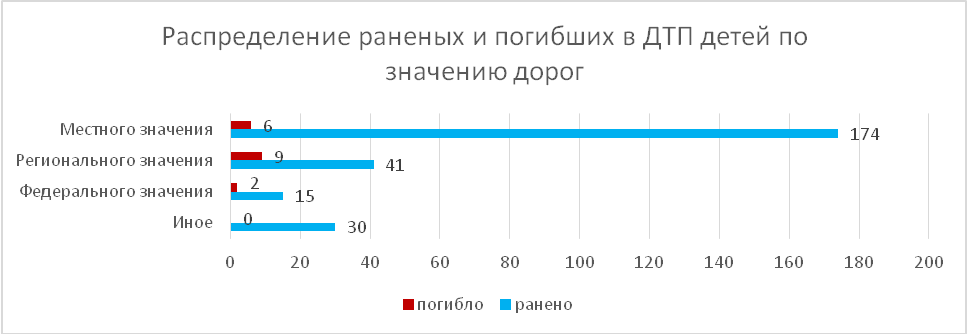 Распределение раненых и погибших в ДТП детей по
значению дорог
Местного значения 6 174
Регионального значения 9 41
Федерального значения 2 15
Иное 0 30
0 20 40 60 80 100 120 140 160 180 200
погибло ранено